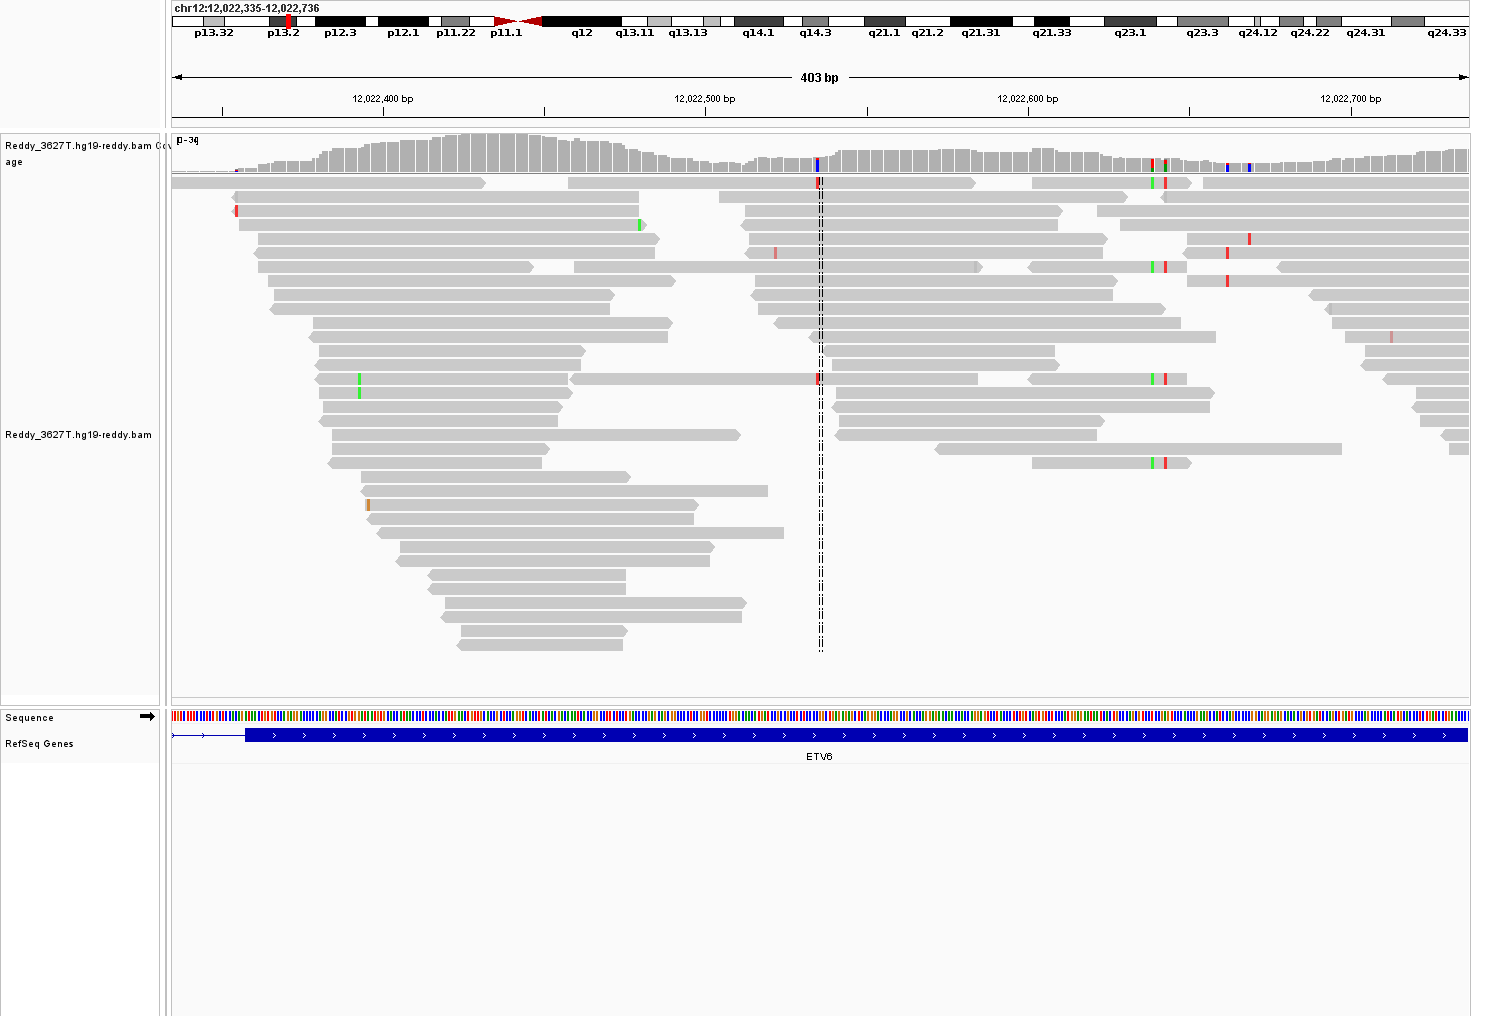 chr12:12,022,335-12,022,736
p13.32 p13.2 p12.3 p12.1 p11.22 p11.1 q12 q13.11 q13.13 q14.1 q14.3 q21.1 q21.2 q21.31 q21.33 q23.1 q23.3 q24.12 q24.22 q24.31 q24.33
403 bp
12,022,400 bp 12,022,500 bp 12,022,600 bp 12,022,700 bp
Reddy_3627T.hg19-reddy.bam Cov
age
Reddy_3627T.hg19-reddy.bam
Sequence
RefSeq Genes
ETV6